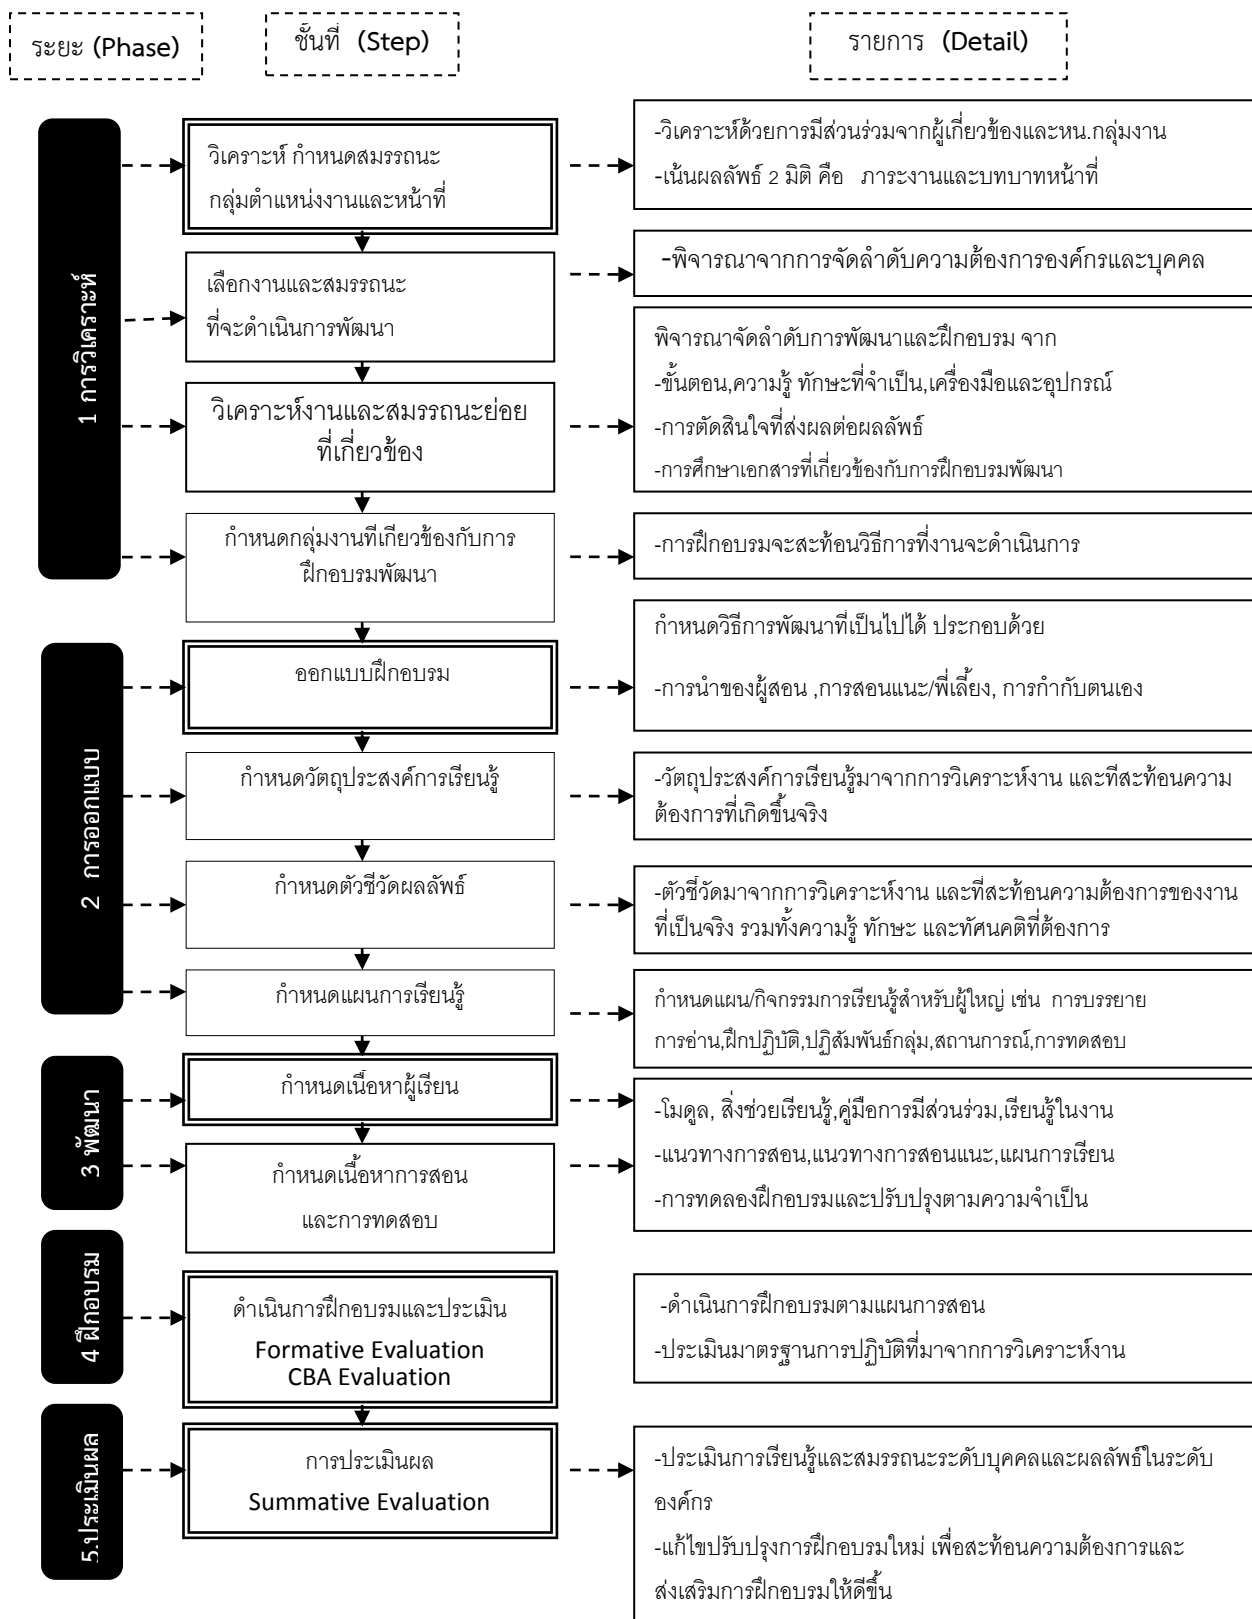 ระยะ (Phase)
ชั้นที่ (Step)
รายการ (Detail)
1 การวิเคราะห์
วิเคราะห์ กำหนดสมรรถนะ
กลุ่มตำแหน่งงานและหน้าที่
-วิเคราะห์ด้วยการมีส่วนร่วมจากผู้เกี่ยวข้องและหน.กลุ่มงาน
-เน้นผลลัพธ์ 2 มิติ คือ ภาระงานและบทบาทหน้าที่
เลือกงานและสมรรถนะ
ที่จะดำเนินการพัฒนา
-พิจารณาจากการจัดลำดับความต้องการองค์กรและบุคคล
วิเคราะห์งานและสมรรถนะย่อย
ที่เกี่ยวข้อง
พิจารณาจัดลำดับการพัฒนาและฝึกอบรม จาก
-ขั้นตอน,ความรู้ ทักษะที่จำเป็น,เครื่องมือและอุปกรณ์
-การตัดสินใจที่ส่งผลต่อผลลัพธ์
-การศึกษาเอกสารที่เกี่ยวข้องกับการฝึกอบรมพัฒนา
กำหนดกลุ่มงานที่เกี่ยวข้องกับการ
ฝึกอบรมพัฒนา
-การฝึกอบรมจะสะท้อนวิธีการที่งานจะดำเนินการ
2 การออกแบบ
ออกแบบฝึกอบรม
กำหนดวิธีการพัฒนาที่เป็นไปได้ ประกอบด้วย
-การนำของผู้สอน ,การสอนแนะ/พี่เลี้ยง, การกำกับตนเอง
กำหนดวัตถุประสงค์การเรียนรู้
-วัตถุประสงค์การเรียนรู้มาจากการวิเคราะห์งาน และที่สะท้อนความ
ต้องการที่เกิดขึ้นจริง
กำหนดตัวชี้วัดผลลัพธ์
-ตัวชี้วัดมาจากการวิเคราะห์งาน และที่สะท้อนความต้องการของงาน
ที่เป็นจริง รวมทั้งความรู้ ทักษะ และทัศนคติที่ต้องการ
กำหนดแผนการเรียนรู้
กำหนดแผน/กิจกรรมการเรียนรู้สำหรับผู้ใหญ่ เช่น การบรรยาย
การอ่าน,ฝึกปฏิบัติ,ปฏิสัมพันธ์กลุ่ม,สถานการณ์,การทดสอบ
3 พัฒนา
กำหนดเนื้อหาผู้เรียน
-โมดูล, สิ่งช่วยเรียนรู้,คู่มือการมีส่วนร่วม,เรียนรู้ในงาน
-แนวทางการสอน,แนวทางการสอนแนะ,แผนการเรียน
-การทดลองฝึกอบรมและปรับปรุงตามความจำเป็น
กำหนดเนื้อหาการสอน
และการทดสอบ
4 ฝึกอบรม
ดำเนินการฝึกอบรมและประเมิน
Formative Evaluation
CBA Evaluation
-ดำเนินการฝึกอบรมตามแผนการสอน
-ประเมินมาตรฐานการปฏิบัติที่มาจากการวิเคราะห์งาน
5.ประเมินผล
การประเมินผล
Summative Evaluation
-ประเมินการเรียนรู้และสมรรถนะระดับบุคคลและผลลัพธ์ในระดับ
องค์กร
-แก้ไขปรับปรุงการฝึกอบรมใหม่ เพื่อสะท้อนความต้องการและ
ส่งเสริมการฝึกอบรมให้ดีขึ้น